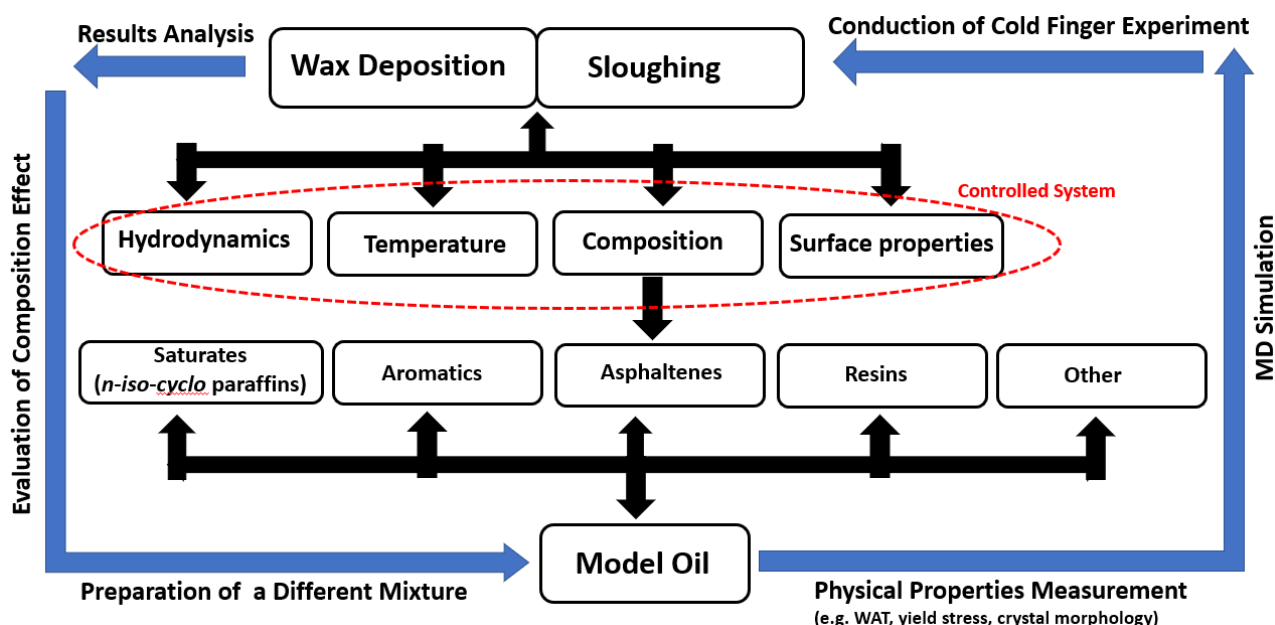 Results Analysis
Conduction of Cold Finger Experiment
Wax Deposition
Sloughing
Controlled System
Hydrodynamics
Temperature
Composition
Surface properties
Evaluation of Composition Effect
MD Simulation
Saturates
(n-iso-cyclo paraffins)
Aromatics
Asphaltenes
Resins
Other
Model Oil
Preparation of a Different Mixture
Physical Properties Measurement
(e.g. WAT, yield stress, crystal morphology)